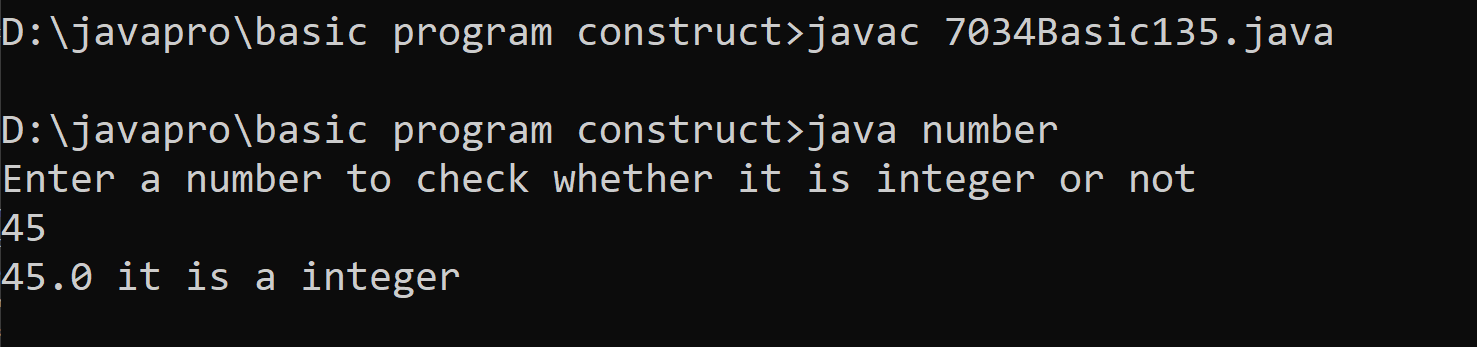 D:\javapro\basic program construct>javac 7034Basic135.java
D:\javapro\basic program construct>java number
Enter a number to check whether it is integer or not
45
45.0 it is a integer